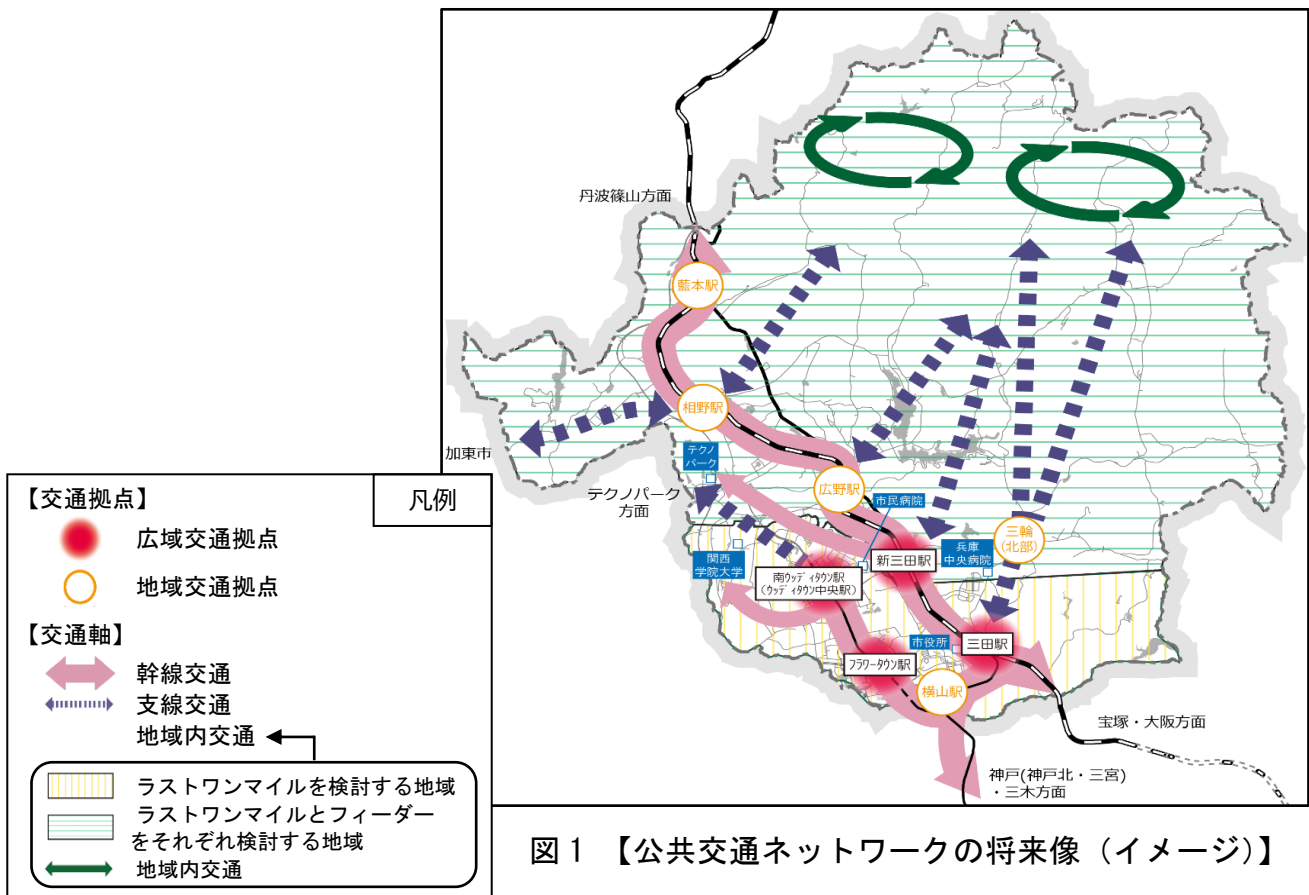 丹波篠山方面
藍本駅
相野駅
加東市
テクノ
パーク
テクノパーク
方面
広野駅
市民病院
関西
学院大学
南ウッディタウン駅
(ウッディタウン中央駅)
新三田駅
兵庫
中央病院
三輪
(北部)
市役所
三田駅
フラワータウン駅
横山駅
宝塚・大阪方面
神戸(神戸北・三宮)
・三木方面
凡例
【交通拠点】
広域交通拠点
地域交通拠点
【交通軸】
幹線交通
支線交通
地域内交通
ラストワンマイルを検討する地域
ラストワンマイルとフィーダー
をそれぞれ検討する地域
地域内交通
図1 【公共交通ネットワークの将来像（イメージ）】